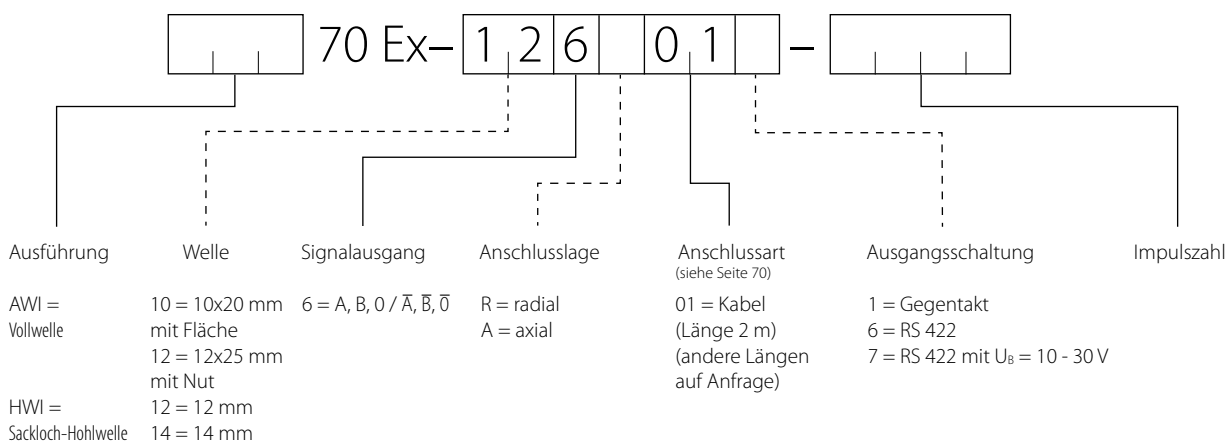 70 Ex– 1 2 6 0 1 –
Ausführung Welle Signalausgang Anschlusslage Anschlussart Ausgangsschaltung Impulszahl
(siehe Seite 70)
AWI = 10 = 10x20 mm 6 = A, B, 0 / A̅, B̅, 0̅ R = radial 01 = Kabel 1 = Gegentakt
Vollwelle mit Fläche A = axial (Länge 2 m) 6 = RS 422
12 = 12x25 mm (andere Längen 7 = RS 422 mit UB = 10 - 30 V
mit Nut auf Anfrage)
HWI = 12 = 12 mm
Sackloch-Hohlwelle 14 = 14 mm